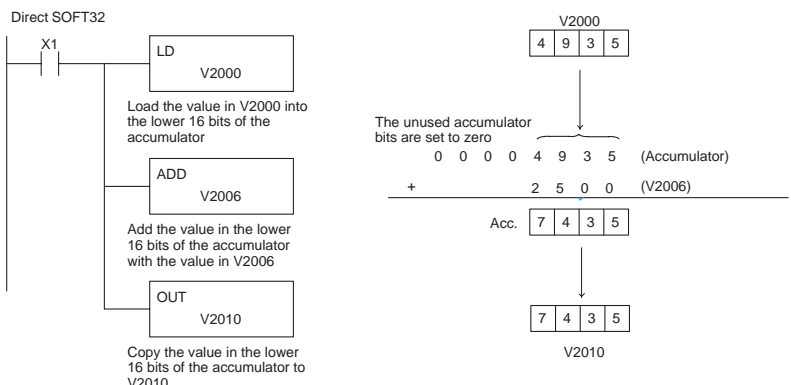 Direct SOFT32
X1
LD
V2000
Load the value in V2000 into
the lower 16 bits of the
accumulator
ADD
V2006
Add the value in the lower
16 bits of the accumulator
with the value in V2006
OUT
V2010
Copy the value in the lower
16 bits of the accumulator to
V2010
V2000
4 9 3 5
The unused accumulator
bits are set to zero
0 0 0 0 4 9 3 5 (Accumulator)
+ 2 5 0 0 (V2006)
Acc. 7 4 3 5
7 4 3 5
V2010